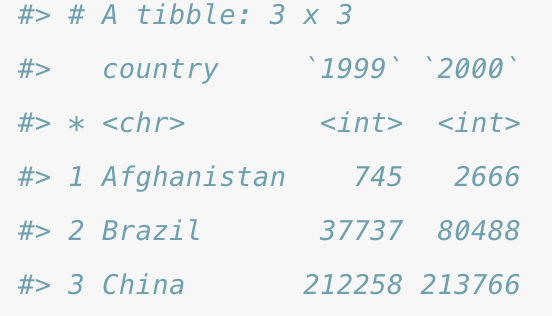 #> # A tibble: 3 x 3
#>   country     `1999` `2000`
#> * <chr>        <int>  <int>
#> 1 Afghanistan    745   2666
#> 2 Brazil       37737  80488
#> 3 China       212258 213766